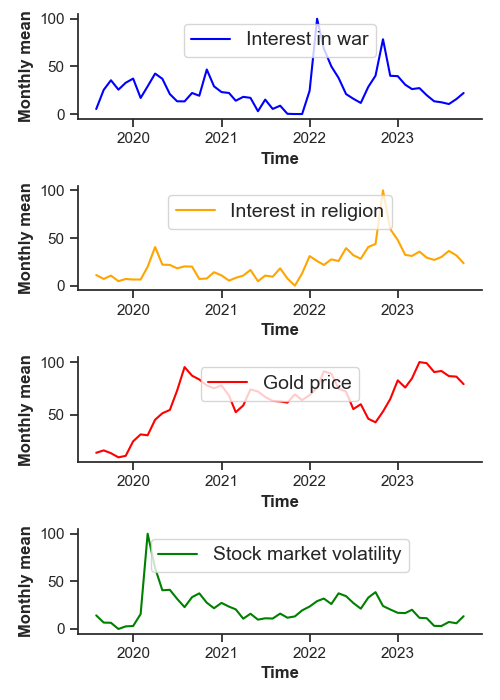 Interest in war
100
50
0
Monthly mean
2020 2021 2022 2023
Time
Interest in religion
100
50
0
Monthly mean
2020 2021 2022 2023
Time
Gold price
100
50
Monthly mean
2020 2021 2022 2023
Time
Stock market volatility
100
50
0
Monthly mean
2020 2021 2022 2023
Time